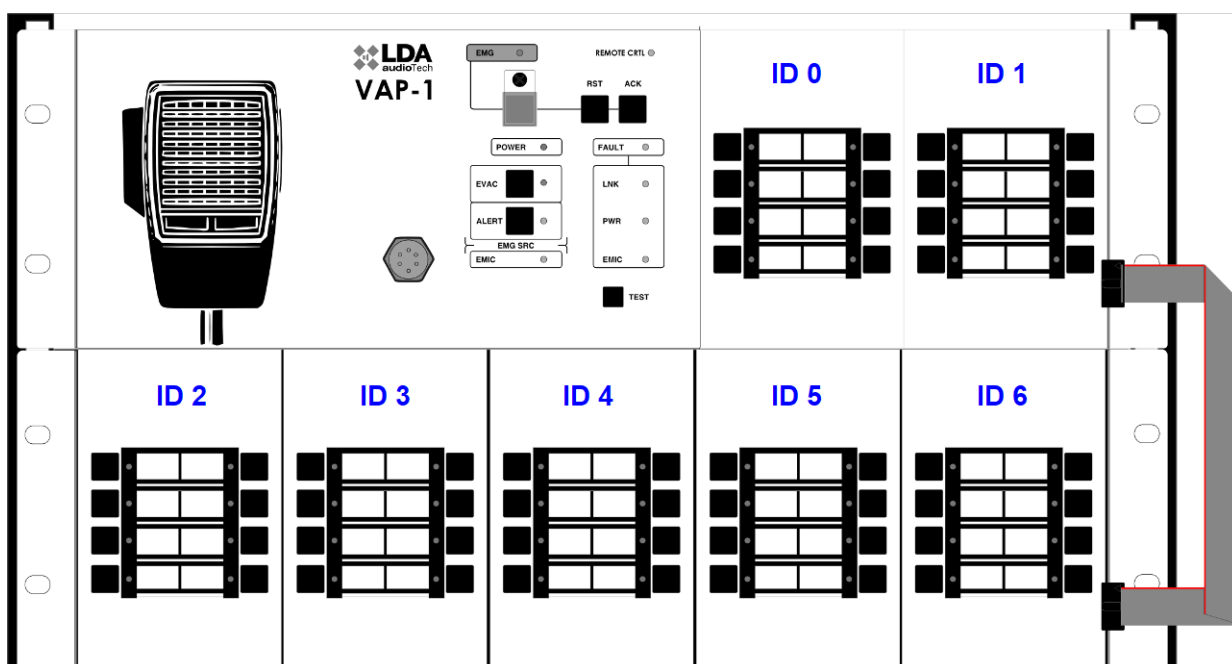 LDA
audioTech
VAP-1
EMG
REMOTE CRTL
RST
ACK
POWER
FAULT
EVAC
LNK
ALERT
PWR
EMG SRC
EMIC
EMIC
TEST
ID 0
ID 1
ID 2
ID 3
ID 4
ID 5
ID 6